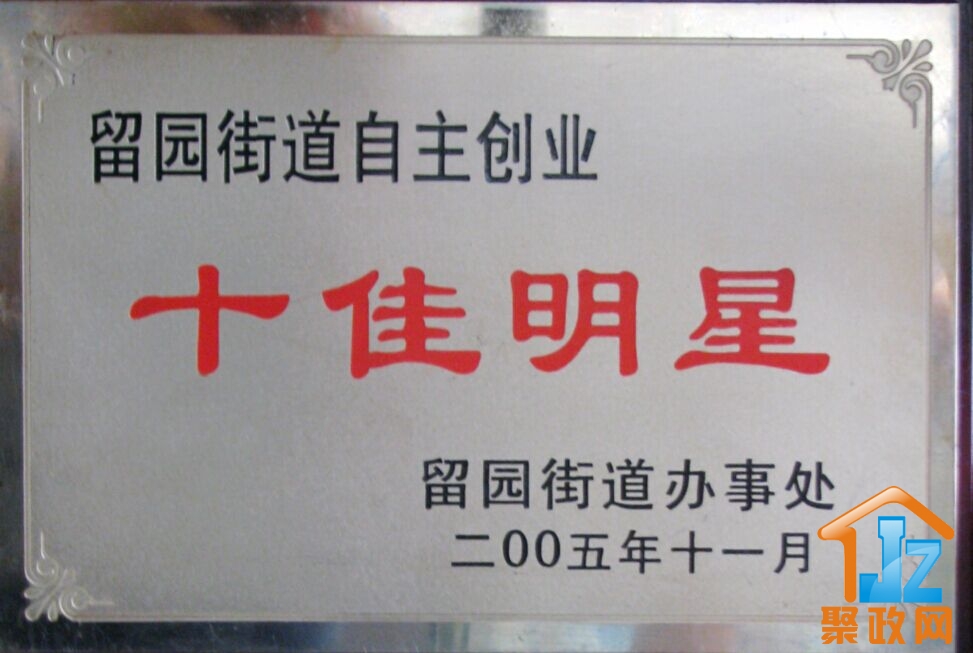 留园街道自主创业
十佳明星
留园街道办事处
二00五年十一月
JZ
聚政网